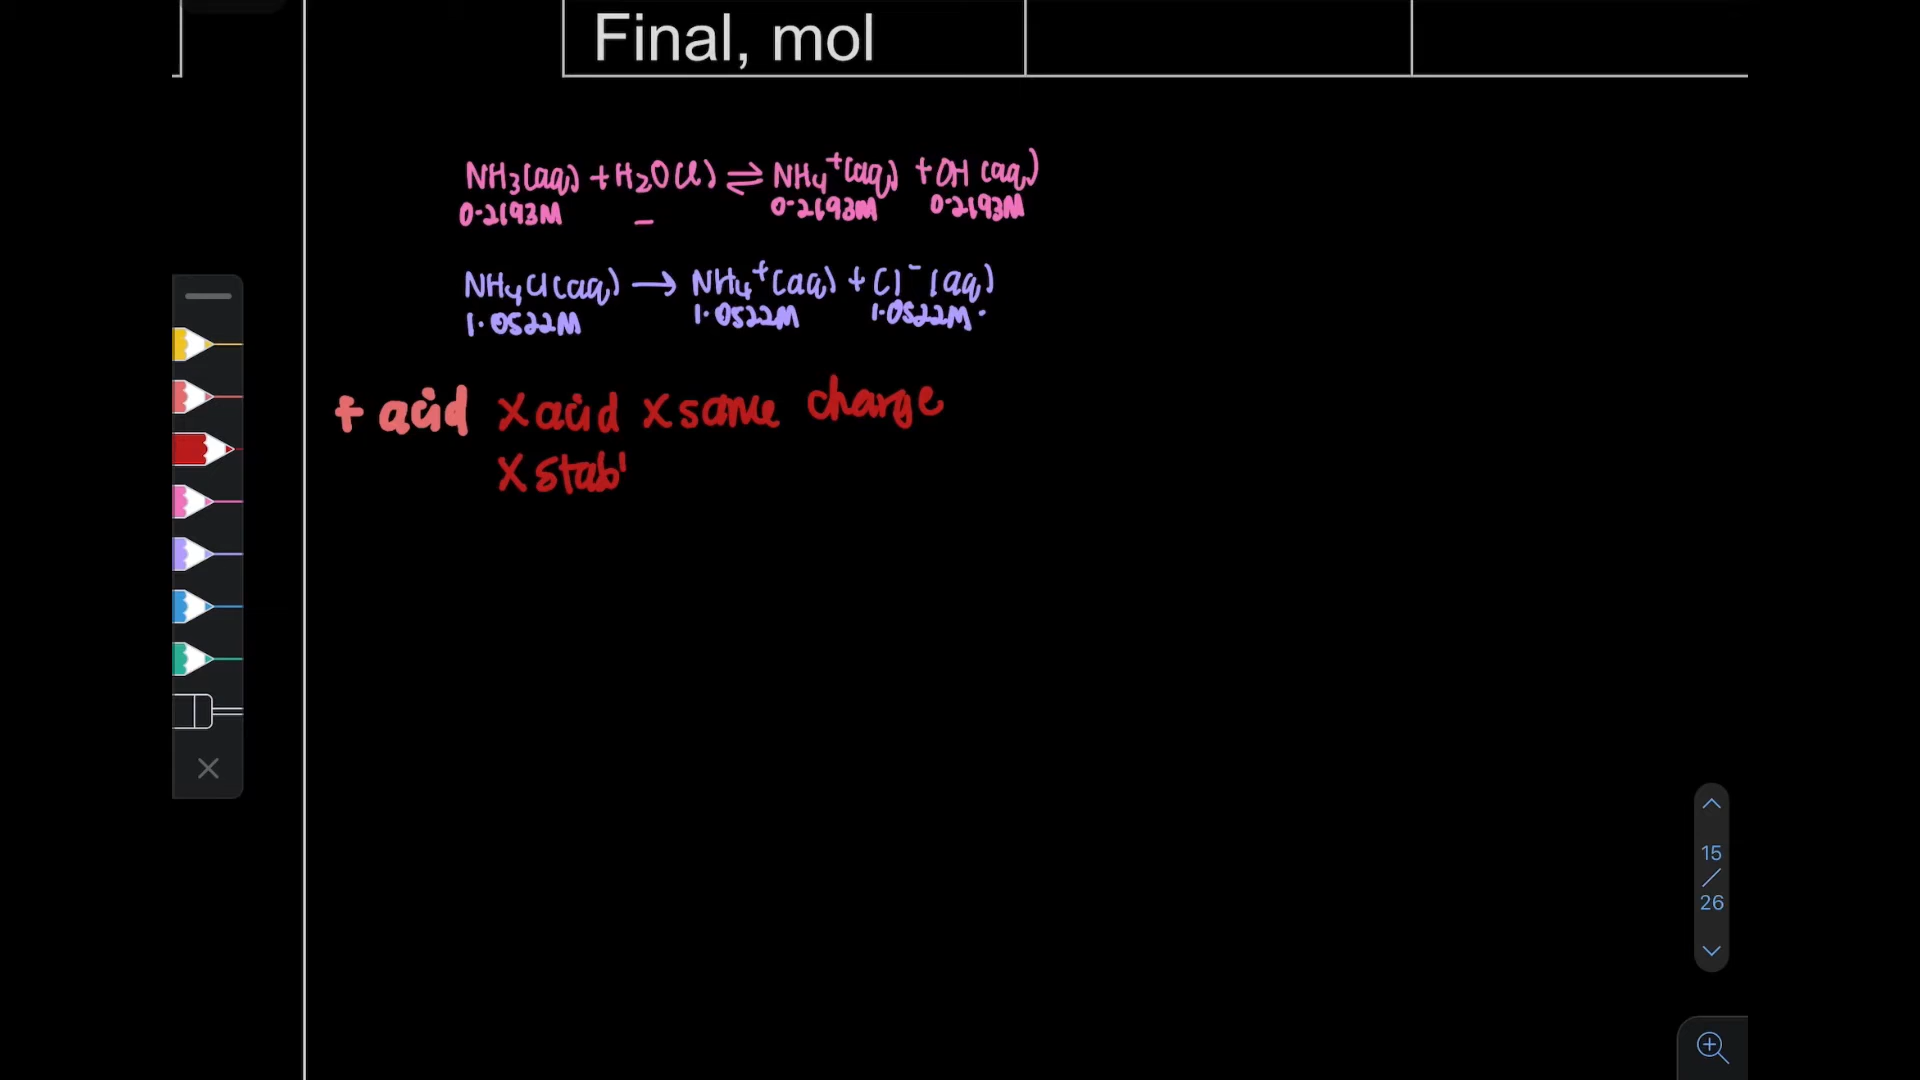 Final, mol
NH3(aq) + H2O(l) ⇌ NH4+(aq) + OH (aq)
0.2193M – 0.2193M 0.2193M
NH4Cl(aq) → NH4+(aq) + Cl-(aq)
1.0522M 1.0522M 1.0522M.
+ acid X acid X same charge
X stab'
15
/
26